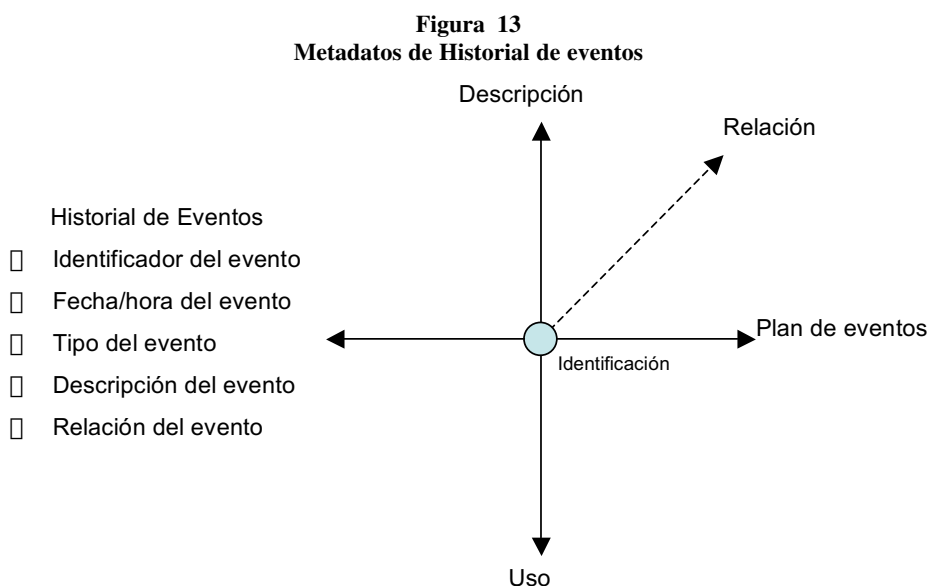 Figura 13
Metadatos de Historial de eventos
Descripción
Relación
Historial de Eventos
Identificador del evento
Fecha/hora del evento
Tipo del evento
Descripción del evento
Relación del evento
Plan de eventos
Identificación
Uso